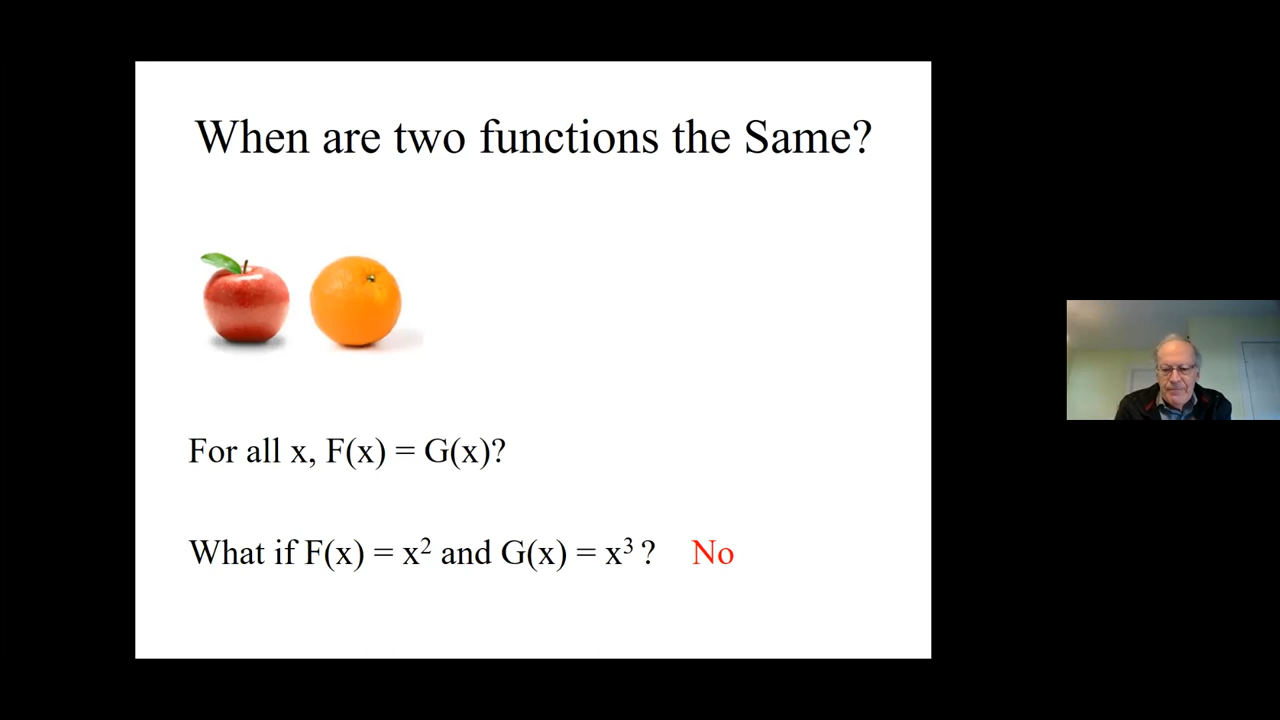 When are two functions the Same?
For all x, F(x) = G(x)?
What if F(x) = x² and G(x) = x³ ? No